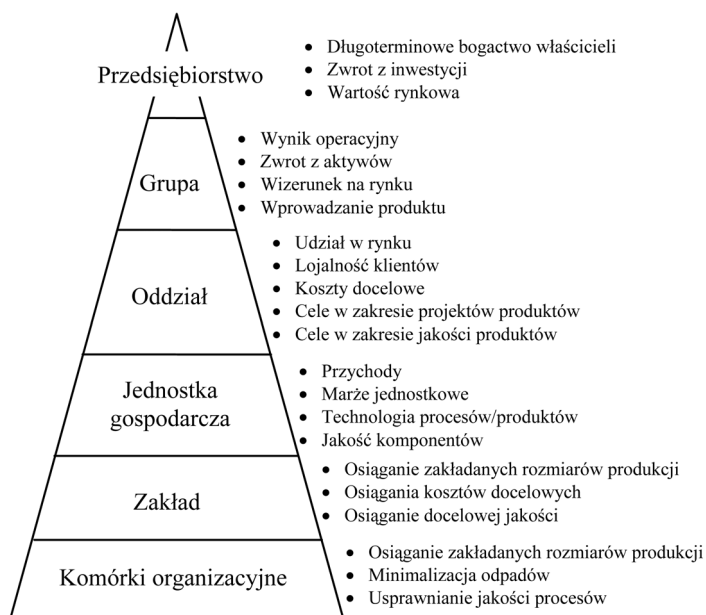 Przedsiębiorstwo
• Długoterminowe bogactwo właścicieli
• Zwrot z inwestycji
• Wartość rynkowa
Grupa
• Wynik operacyjny
• Zwrot z aktywów
• Wizerunek na rynku
• Wprowadzanie produktu
Oddział
• Udział w rynku
• Lojalność klientów
• Koszty docelowe
• Cele w zakresie projektów produktów
• Cele w zakresie jakości produktów
Jednostka
gospodarcza
• Przychody
• Marże jednostkowe
• Technologia procesów/produktów
• Jakość komponentów
Zakład
• Osiąganie zakładanych rozmiarów produkcji
• Osiągania kosztów docelowych
• Osiąganie docelowej jakości
Komórki organizacyjne
• Osiąganie zakładanych rozmiarów produkcji
• Minimalizacja odpadów
• Usprawnianie jakości procesów